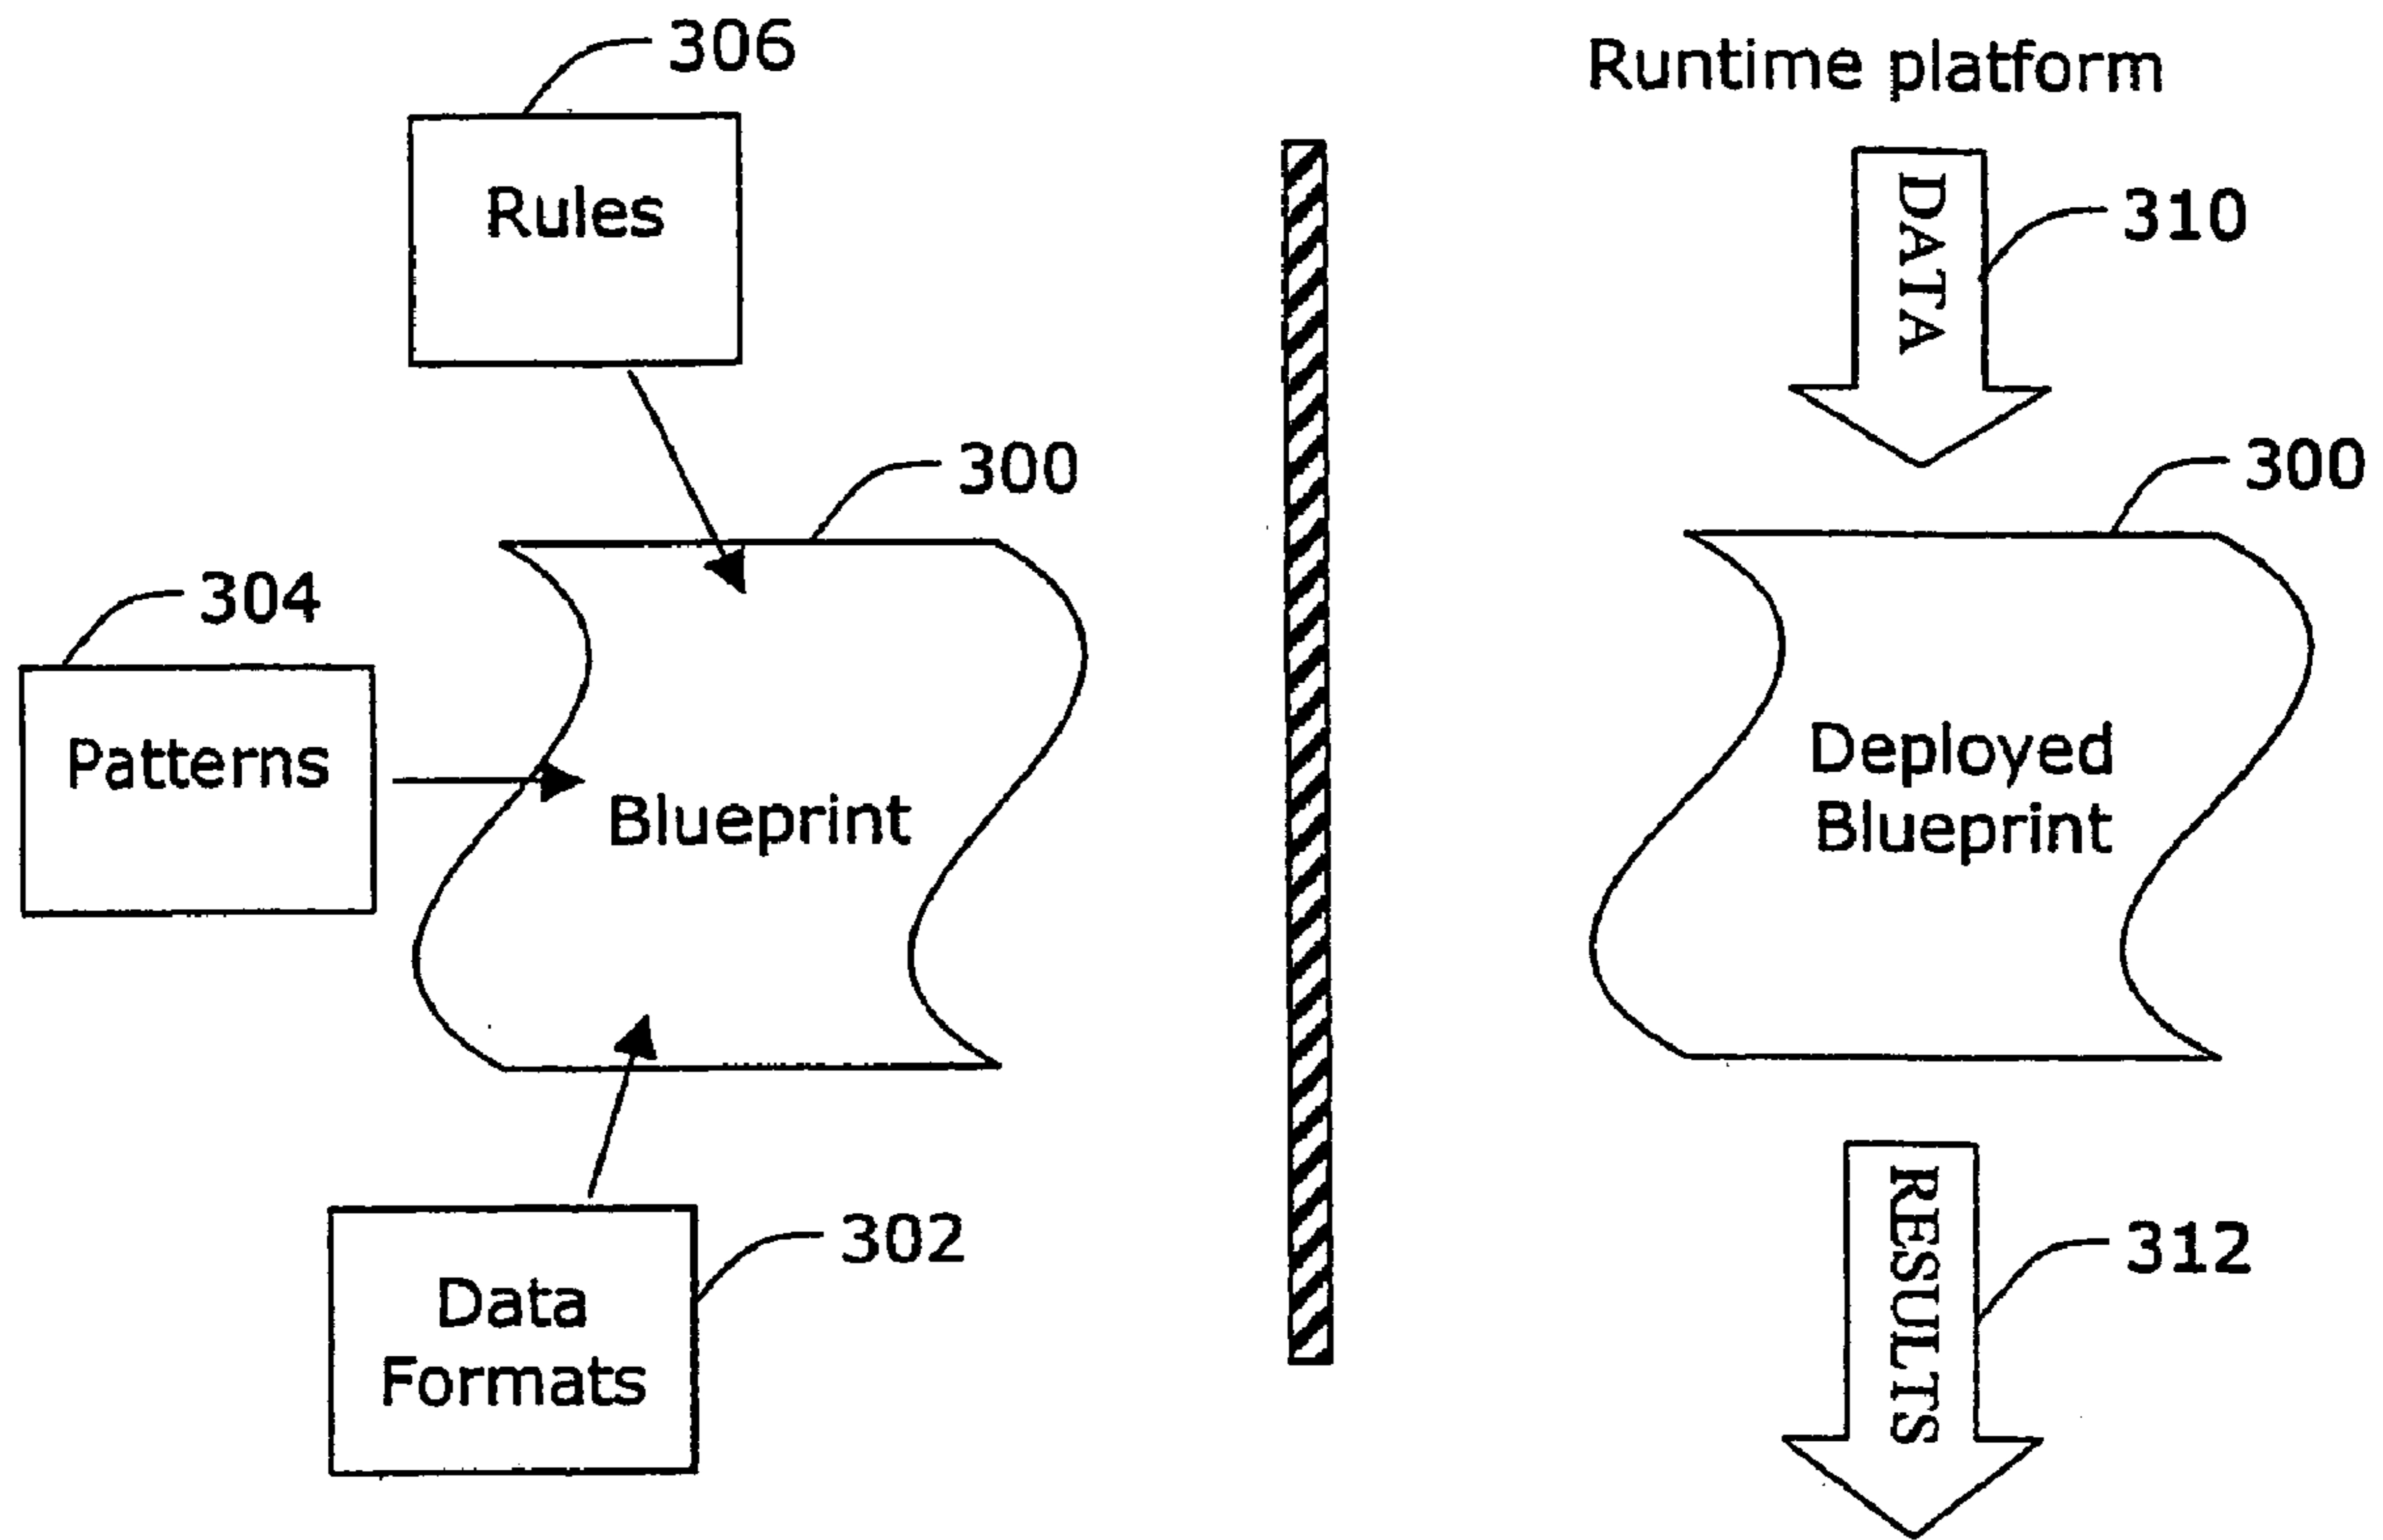 306
Runtime platform
Rules
DATA
310
300
300
304
Patterns
Blueprint
Deployed
Blueprint
302
Data
Formats
RESULTS
312